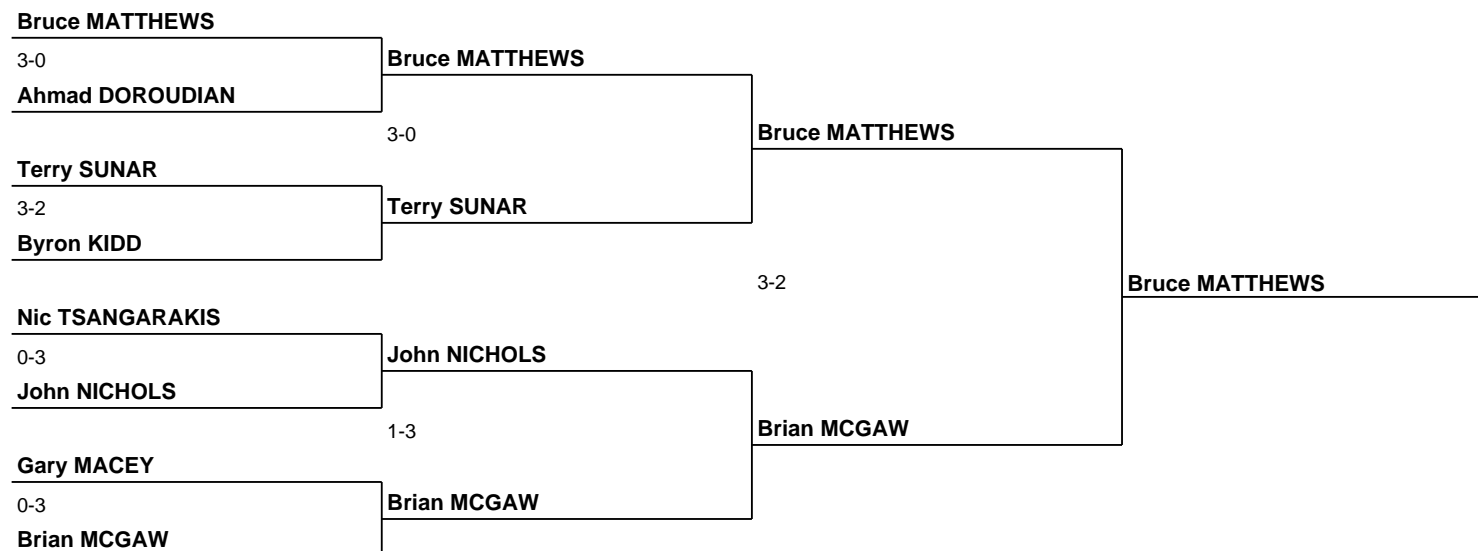 Bruce MATTHEWS
3-0
Bruce MATTHEWS
Ahmad DOROUDIAN
3-0
Bruce MATTHEWS
Terry SUNAR
3-2
Terry SUNAR
Byron KIDD
3-2
Bruce MATTHEWS
Nic TSANGARAKIS
0-3
John NICHOLS
John NICHOLS
1-3
Brian MCGAW
Gary MACEY
0-3
Brian MCGAW
Brian MCGAW